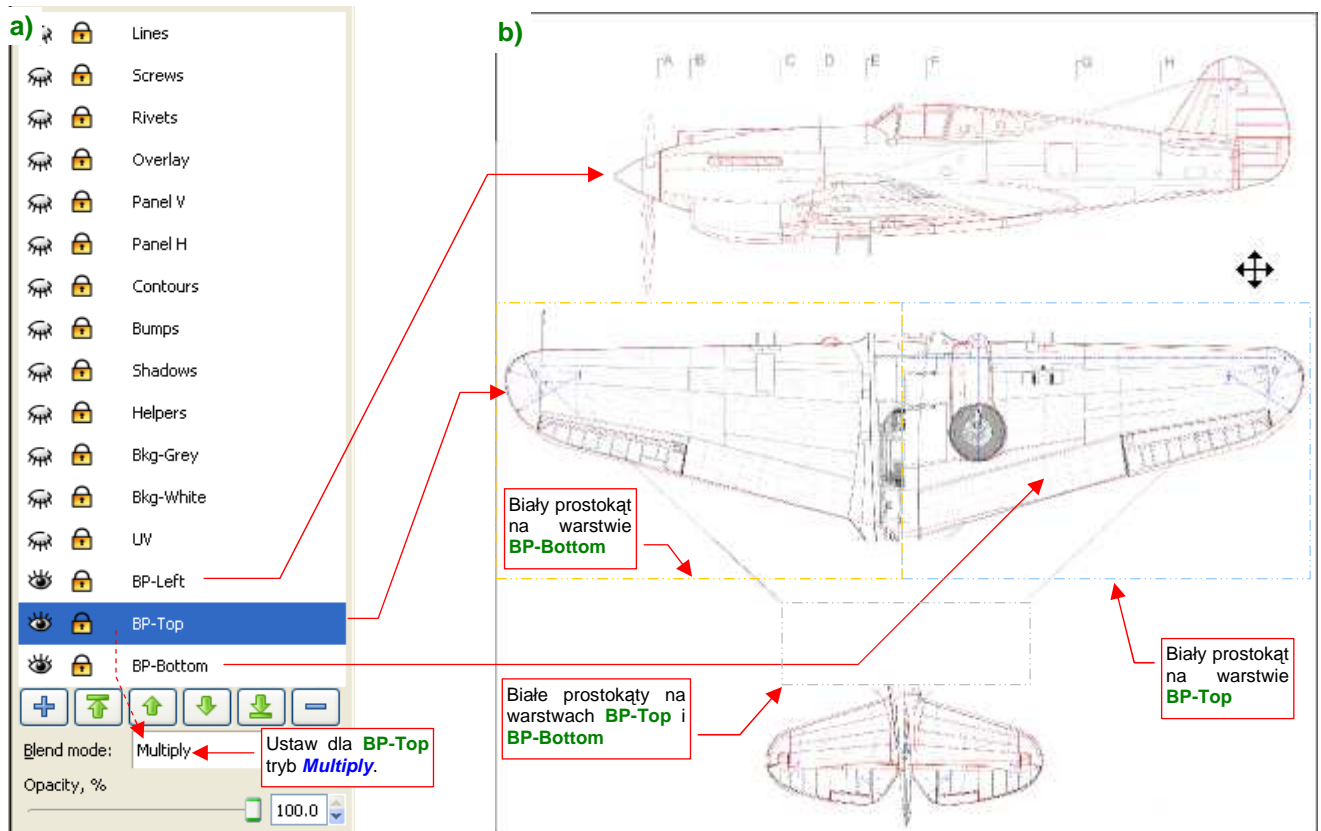 a)
Lines
Screws
Rivets
Overlay
Panel V
Panel H
Contours
Bumps
Shadows
Helpers
Bkg-Grey
Bkg-White
UV
BP-Left
BP-Top
BP-Bottom
Blend mode: Multiply
Opacity, %
100.0
Ustaw dla BP-Top
tryb Multiply.
b)
A B C D E F G H
Biały prostokąt
na warstwie
BP-Bottom
Białe prostokąty na
warstwach BP-Top i
BP-Bottom
Biały prostokąt
na warstwie
BP-Top